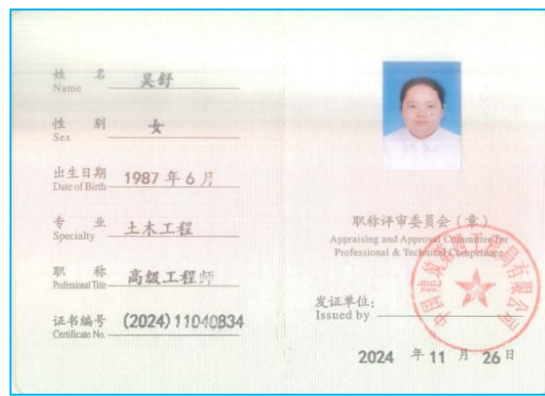 姓 名 吴舒
Name
性 别 女
Sex
出生日期 1987 年 6 月
Date of Birth
专 业 土木工程
Specialty
职 称 高级工程师
Professional Title
证书编号 (2024)11040834
Certificate No.
职称评审委员会（章）
Appraising and Approval Committee for
Professional & Technical Competence
发证单位：
Issued by
2024 年 11 月 26 日